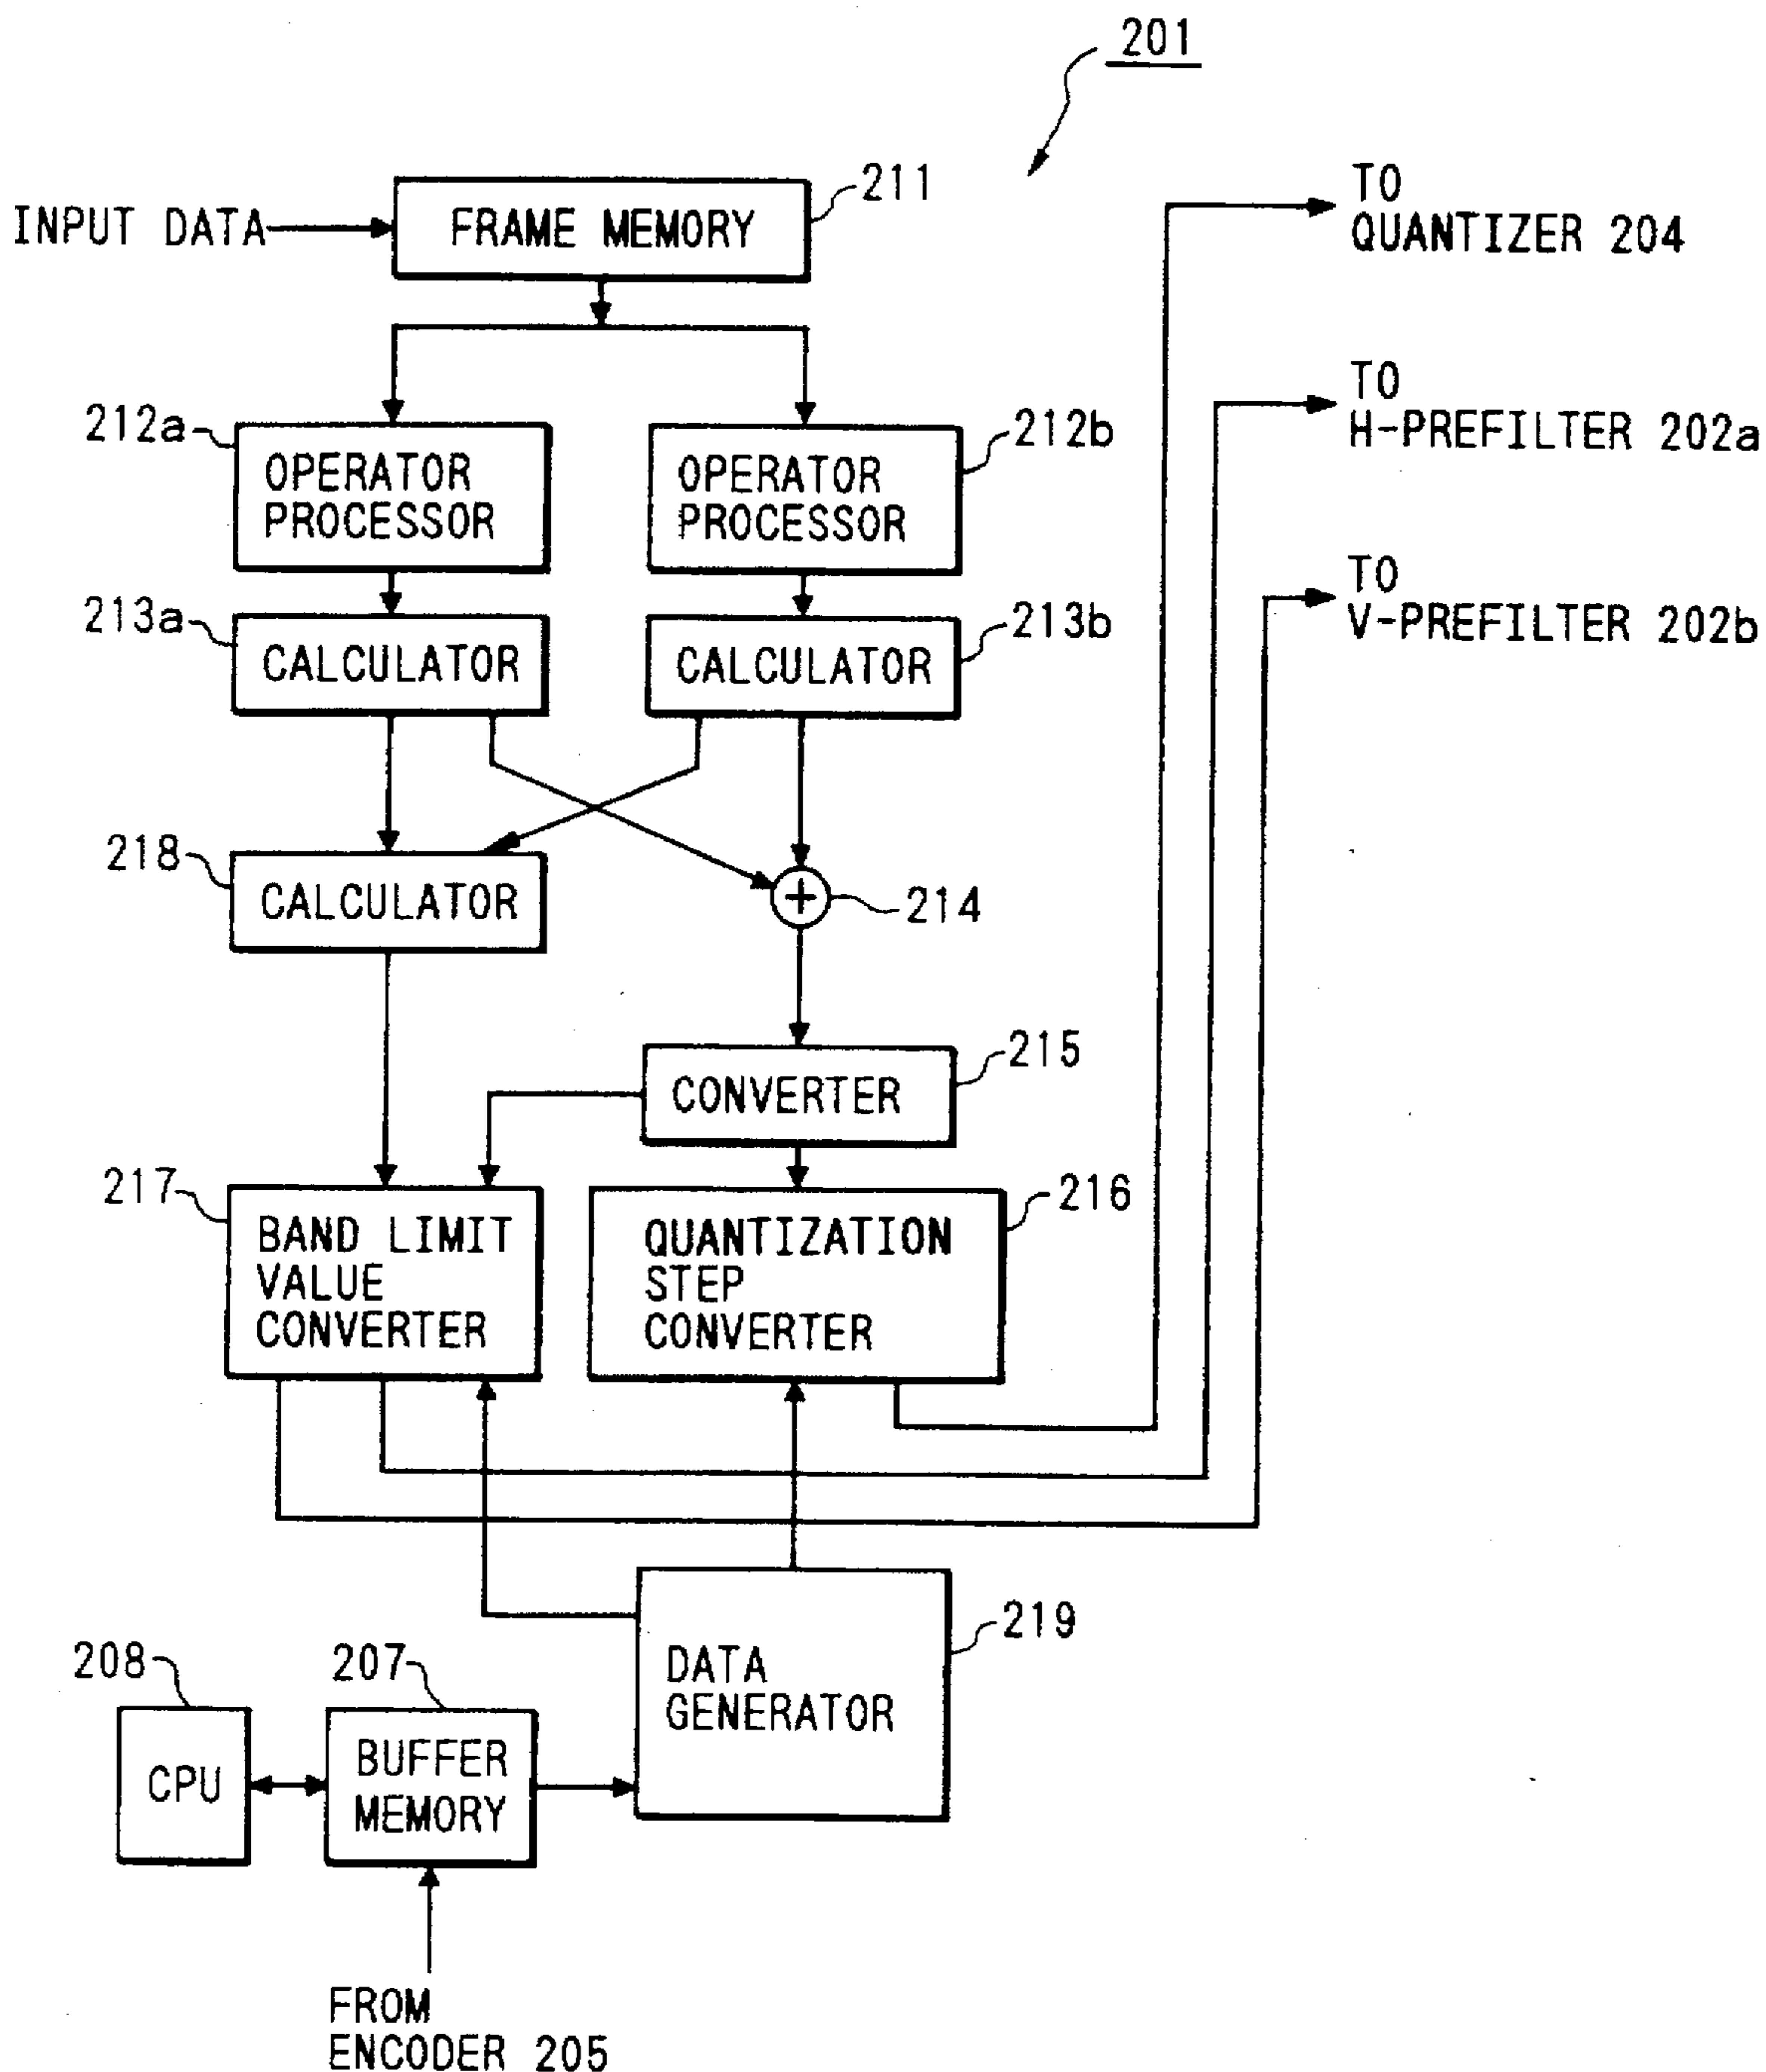 201
211
INPUT DATA
FRAME MEMORY
TO
QUANTIZER 204
TO
H-PREFILTER 202a
TO
V-PREFILTER 202b
212a
OPERATOR
PROCESSOR
212b
OPERATOR
PROCESSOR
213a
CALCULATOR
213b
CALCULATOR
218
CALCULATOR
+
214
215
CONVERTER
217
BAND LIMIT
VALUE
CONVERTER
216
QUANTIZATION
STEP
CONVERTER
219
DATA
GENERATOR
208
CPU
207
BUFFER
MEMORY
FROM
ENCODER 205